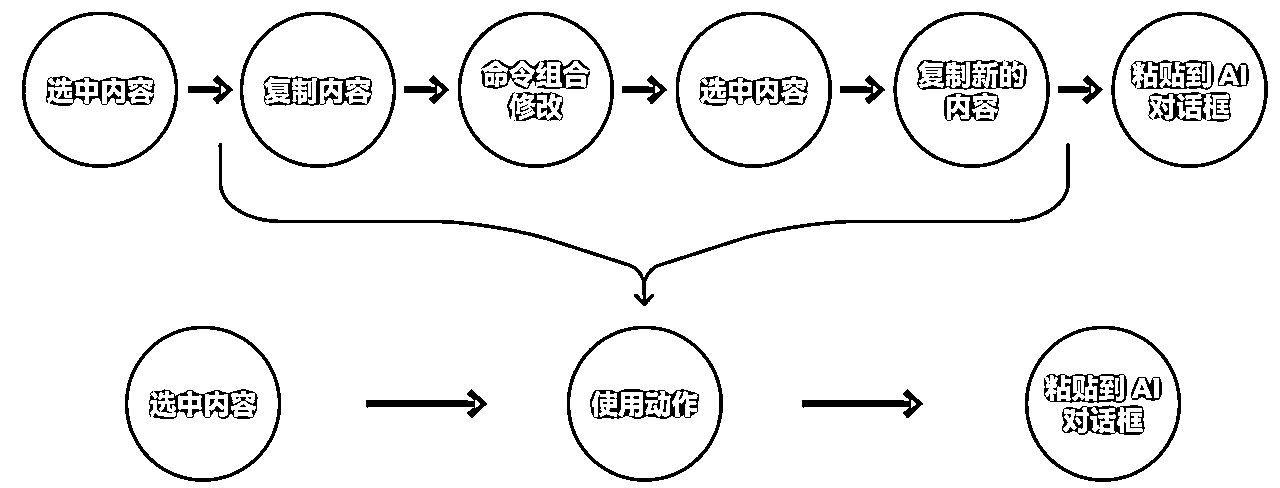 选中内容
复制内容
命令组合
修改
选中内容
复制新的
内容
粘贴到 AI
对话框
选中内容
使用动作
粘贴到 AI
对话框